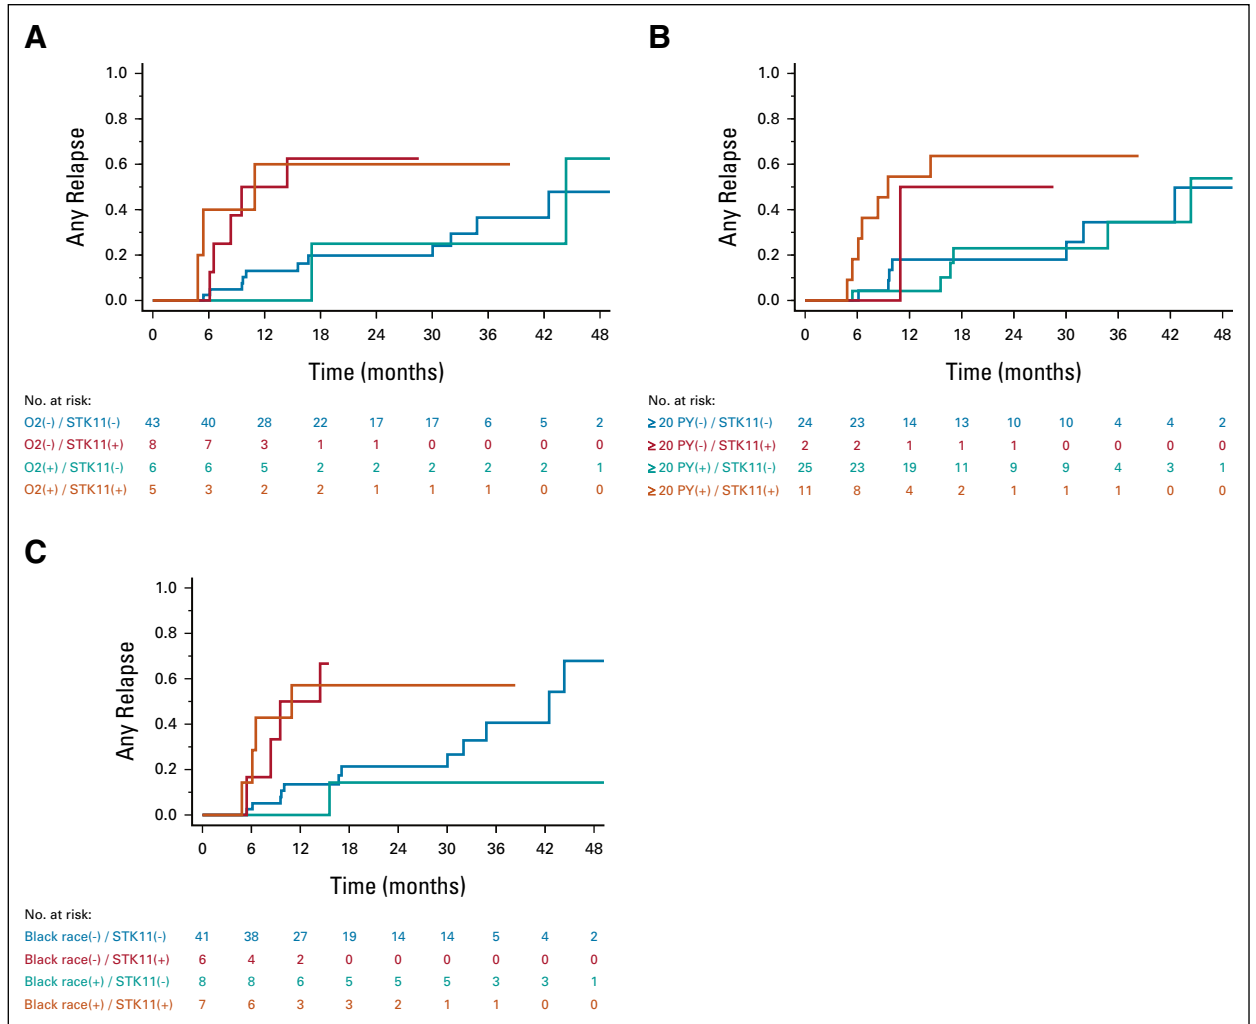 A
Any Relapse
1.0
0.8
0.6
0.4
0.2
0.0
0 6 12 18 24 30 36 42 48
Time (months)
No. at risk:
O2(-) / STK11(-) 43 40 28 22 17 17 6 5 2
O2(-) / STK11(+) 8 7 3 1 1 0 0 0 0
O2(+) / STK11(-) 6 6 5 2 2 2 2 2 1
O2(+) / STK11(+) 5 3 2 2 1 1 1 0 0
B
Any Relapse
1.0
0.8
0.6
0.4
0.2
0.0
0 6 12 18 24 30 36 42 48
Time (months)
No. at risk:
≥ 20 PY(-) / STK11(-) 24 23 14 13 10 10 4 4 2
≥ 20 PY(-) / STK11(+) 2 2 1 1 1 0 0 0 0
≥ 20 PY(+) / STK11(-) 25 23 19 11 9 9 4 3 1
≥ 20 PY(+) / STK11(+) 11 8 4 2 1 1 1 0 0
C
Any Relapse
1.0
0.8
0.6
0.4
0.2
0.0
0 6 12 18 24 30 36 42 48
Time (months)
No. at risk:
Black race(-) / STK11(-) 41 38 27 19 14 14 5 4 2
Black race(-) / STK11(+) 6 4 2 0 0 0 0 0 0
Black race(+) / STK11(-) 8 8 6 5 5 5 3 3 1
Black race(+) / STK11(+) 7 6 3 3 2 1 1 0 0